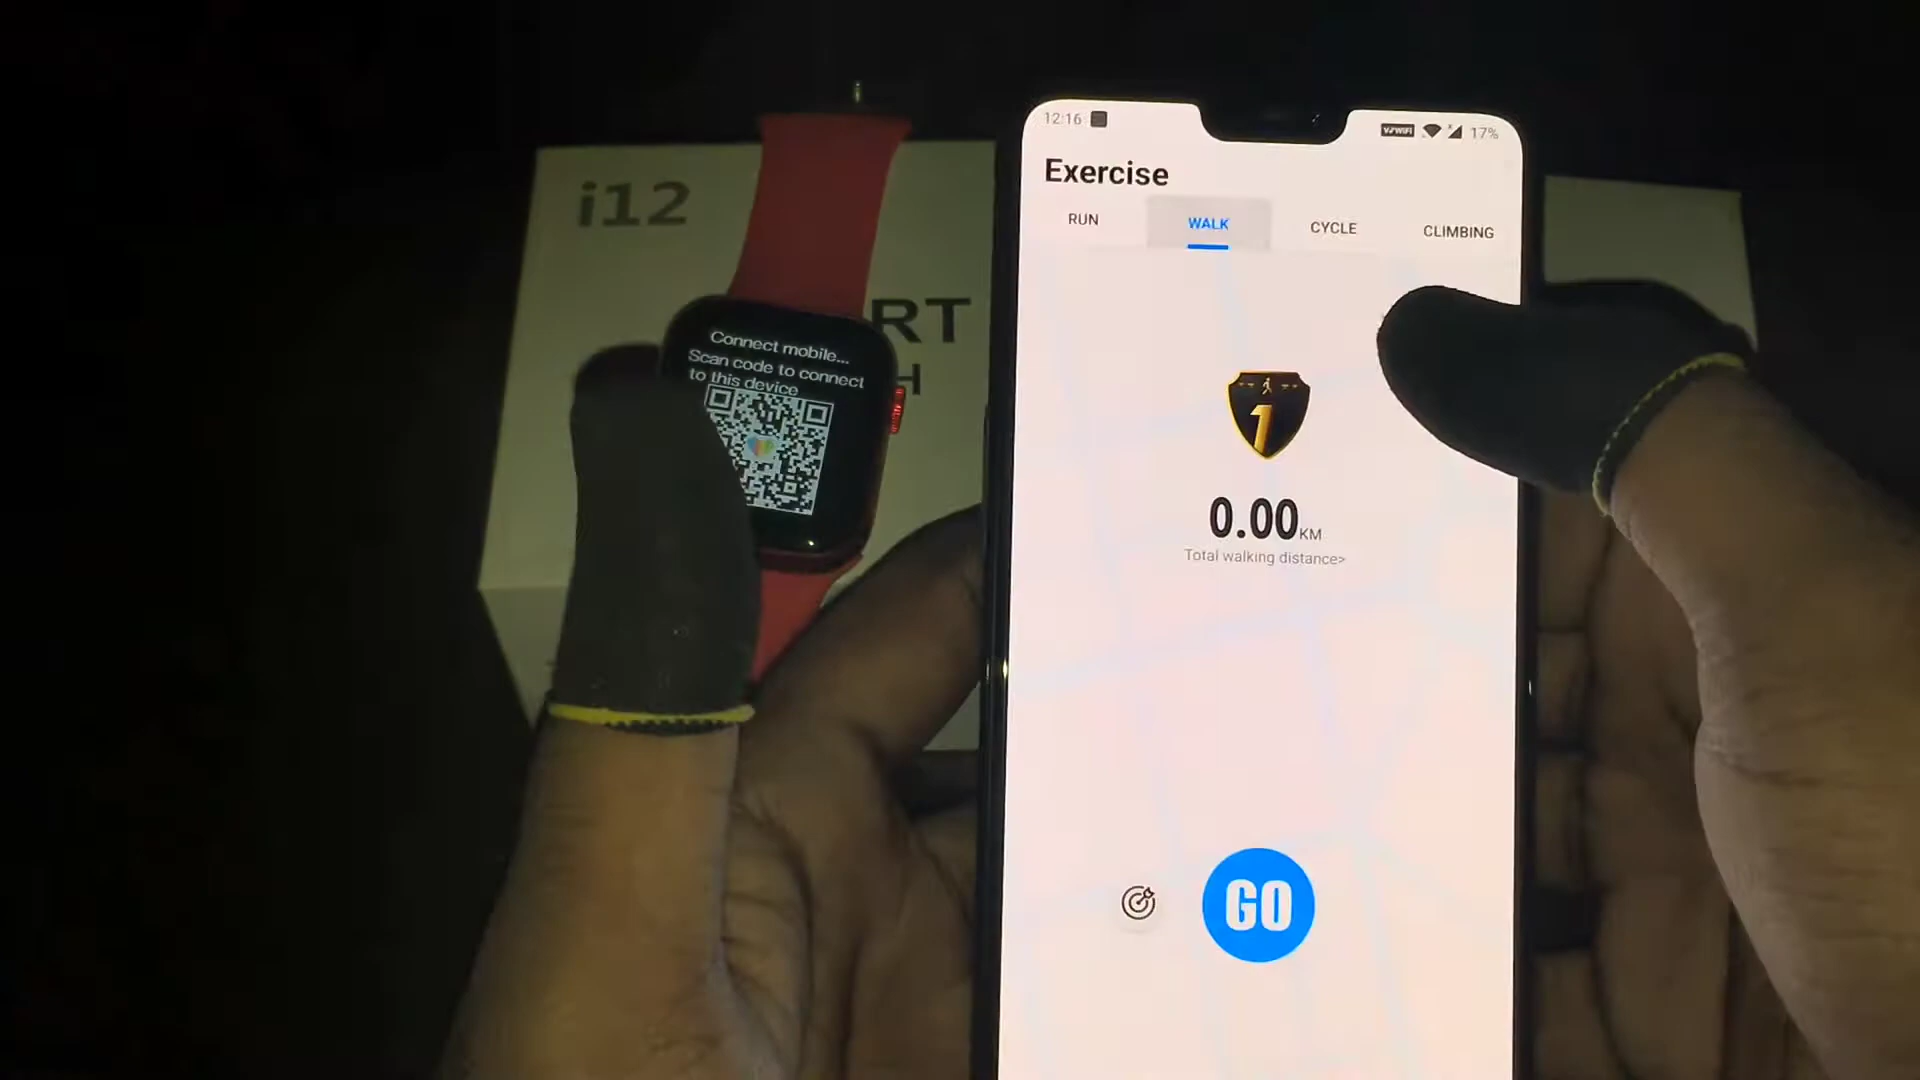 i12
RT
H
Connect mobile...
Scan code to connect
to this device
12:16
17%
Exercise
RUN
WALK
CYCLE
CLIMBING
1
0.00KM
Total walking distance>
GO